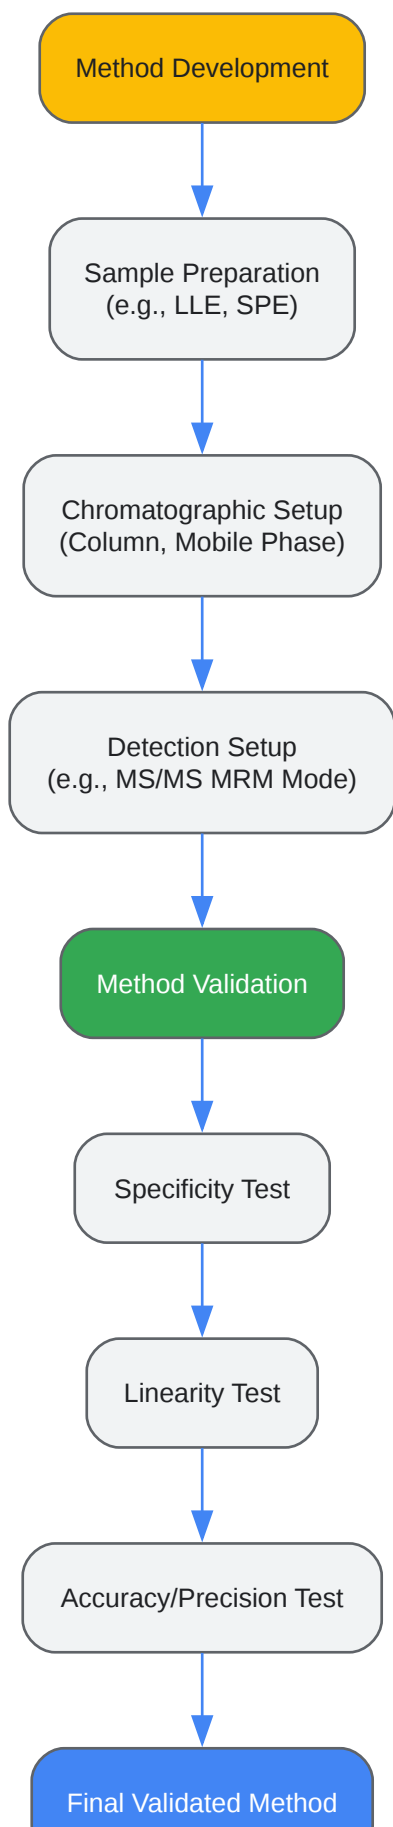 Method Development
Sample Preparation
(e.g., LLE, SPE)
Chromatographic Setup
(Column, Mobile Phase)
Detection Setup
(e.g., MS/MS MRM Mode)
Method Validation
Specificity Test
Linearity Test
Accuracy/Precision Test
Final Validated Method